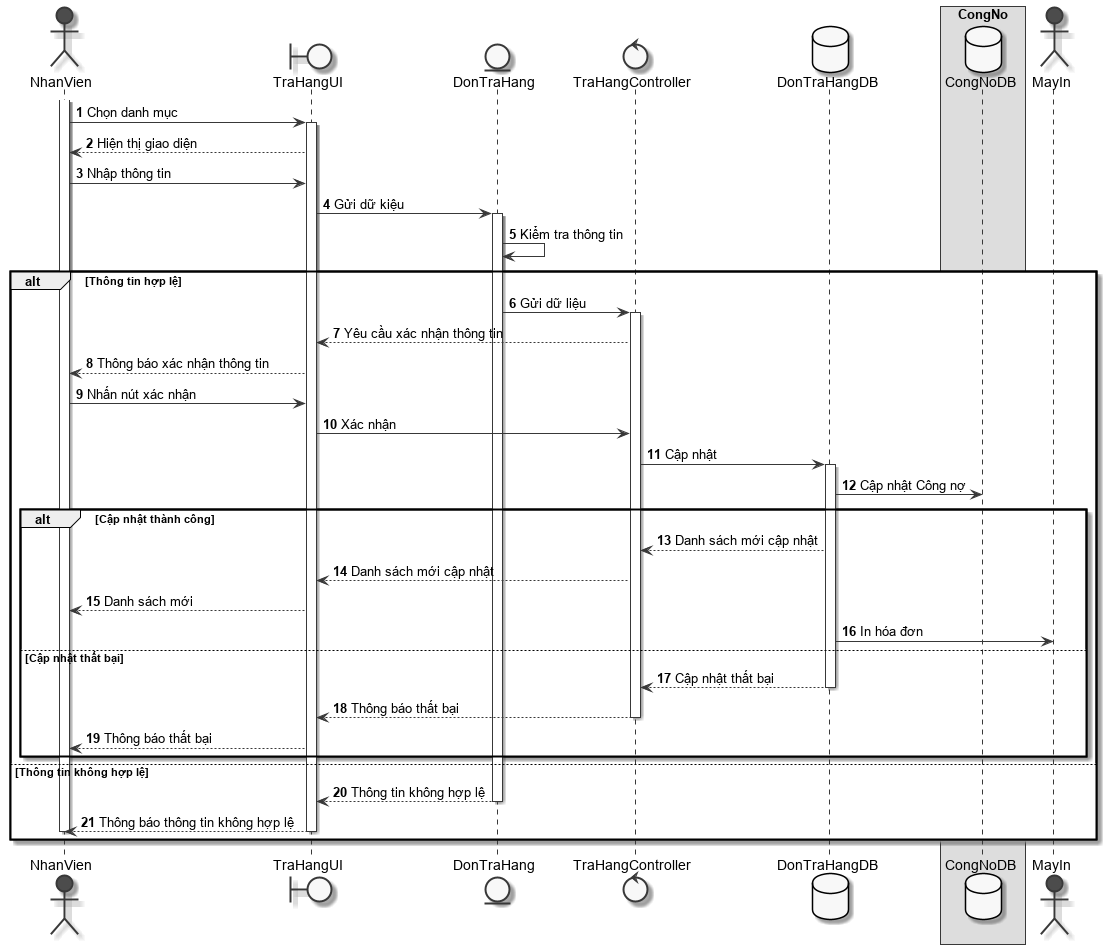 CongNo
NhanVien
TraHangUI
DonTraHang
TraHangController
DonTraHangDB
CongNoDB
MayIn
1 Chọn danh mục
2 Hiện thị giao diện
3 Nhập thông tin
4 Gửi dữ kiệu
5 Kiểm tra thông tin
alt [Thông tin hợp lệ]
6 Gửi dữ liệu
7 Yêu cầu xác nhận thông tin
8 Thông báo xác nhận thông tin
9 Nhấn nút xác nhận
10 Xác nhận
11 Cập nhật
12 Cập nhật Công nợ
alt [Cập nhật thành công]
13 Danh sách mới cập nhật
14 Danh sách mới cập nhật
15 Danh sách mới
16 In hóa đơn
[Cập nhật thất bại]
17 Cập nhật thất bại
18 Thông báo thất bại
19 Thông báo thất bại
[Thông tin không hợp lệ]
20 Thông tin không hợp lệ
21 Thông báo thông tin không hợp lệ
NhanVien
TraHangUI
DonTraHang
TraHangController
DonTraHangDB
CongNoDB
MayIn